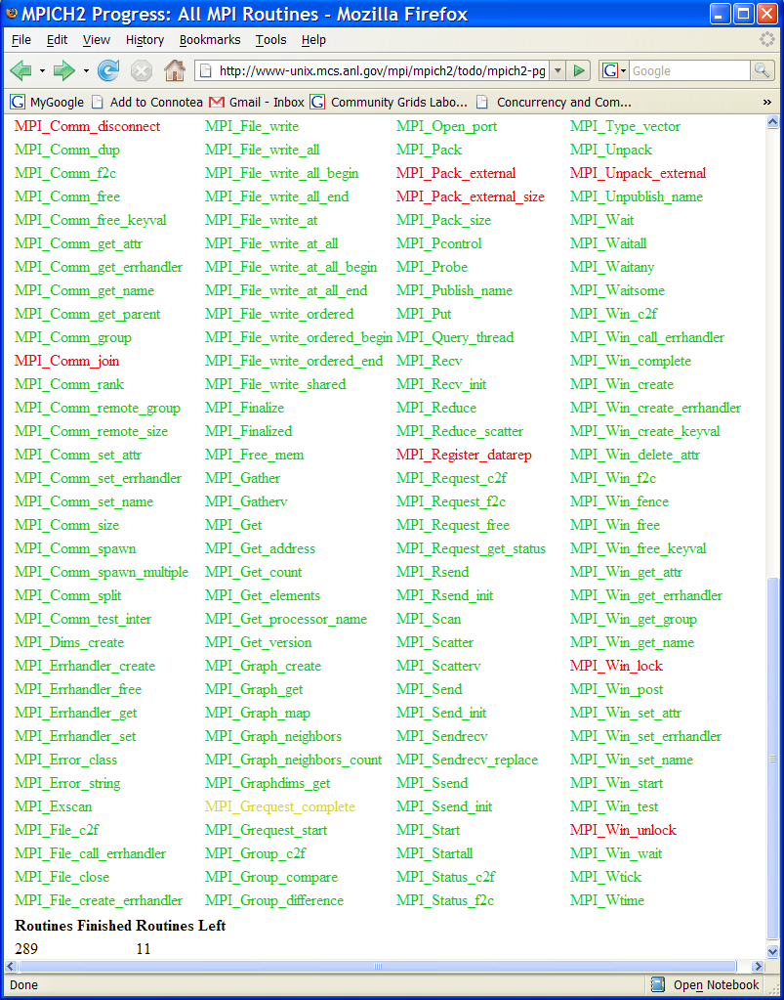 MPICH2 Progress: All MPI Routines - Mozilla Firefox
File Edit View History Bookmarks Tools Help
http://www-unix.mcs.anl.gov/mpi/mpich2/todo/mpich2-pg G Google
G MyGoogle Add to Connotea Gmail - Inbox G Community Grids Labo... Concurrency and Com... »
MPI_Comm_disconnect MPI_File_write MPI_Open_port MPI_Type_vector
MPI_Comm_dup MPI_File_write_all MPI_Pack MPI_Unpack
MPI_Comm_f2c MPI_File_write_all_begin MPI_Pack_external MPI_Unpack_external
MPI_Comm_free MPI_File_write_all_end MPI_Pack_external_size MPI_Unpublish_name
MPI_Comm_free_keyval MPI_File_write_at MPI_Pack_size MPI_Wait
MPI_Comm_get_attr MPI_File_write_at_all MPI_Pcontrol MPI_Waitall
MPI_Comm_get_errhandler MPI_File_write_at_all_begin MPI_Probe MPI_Waitany
MPI_Comm_get_name MPI_File_write_at_all_end MPI_Publish_name MPI_Waitsome
MPI_Comm_get_parent MPI_File_write_ordered MPI_Put MPI_Win_c2f
MPI_Comm_group MPI_File_write_ordered_begin MPI_Query_thread MPI_Win_call_errhandler
MPI_Comm_join MPI_File_write_ordered_end MPI_Recv MPI_Win_complete
MPI_Comm_rank MPI_File_write_shared MPI_Recv_init MPI_Win_create
MPI_Comm_remote_group MPI_Finalize MPI_Reduce MPI_Win_create_errhandler
MPI_Comm_remote_size MPI_Finalized MPI_Reduce_scatter MPI_Win_create_keyval
MPI_Comm_set_attr MPI_Free_mem MPI_Register_datarep MPI_Win_delete_attr
MPI_Comm_set_errhandler MPI_Gather MPI_Request_c2f MPI_Win_f2c
MPI_Comm_set_name MPI_Gatherv MPI_Request_f2c MPI_Win_fence
MPI_Comm_size MPI_Get MPI_Request_free MPI_Win_free
MPI_Comm_spawn MPI_Get_address MPI_Request_get_status MPI_Win_free_keyval
MPI_Comm_spawn_multiple MPI_Get_count MPI_Rsend MPI_Win_get_attr
MPI_Comm_split MPI_Get_elements MPI_Rsend_init MPI_Win_get_errhandler
MPI_Comm_test_inter MPI_Get_processor_name MPI_Scan MPI_Win_get_group
MPI_Dims_create MPI_Get_version MPI_Scatter MPI_Win_get_name
MPI_Errhandler_create MPI_Graph_create MPI_Scatterv MPI_Win_lock
MPI_Errhandler_free MPI_Graph_get MPI_Send MPI_Win_post
MPI_Errhandler_get MPI_Graph_map MPI_Send_init MPI_Win_set_attr
MPI_Errhandler_set MPI_Graph_neighbors MPI_Sendrecv MPI_Win_set_errhandler
MPI_Error_class MPI_Graph_neighbors_count MPI_Sendrecv_replace MPI_Win_set_name
MPI_Error_string MPI_Graphdims_get MPI_Ssend MPI_Win_start
MPI_Exscan MPI_Grequest_complete MPI_Ssend_init MPI_Win_test
MPI_File_c2f MPI_Grequest_start MPI_Start MPI_Win_unlock
MPI_File_call_errhandler MPI_Group_c2f MPI_Startall MPI_Win_wait
MPI_File_close MPI_Group_compare MPI_Status_c2f MPI_Wtick
MPI_File_create_errhandler MPI_Group_difference MPI_Status_f2c MPI_Wtime
Routines Finished Routines Left
289 11
Done Open Notebook